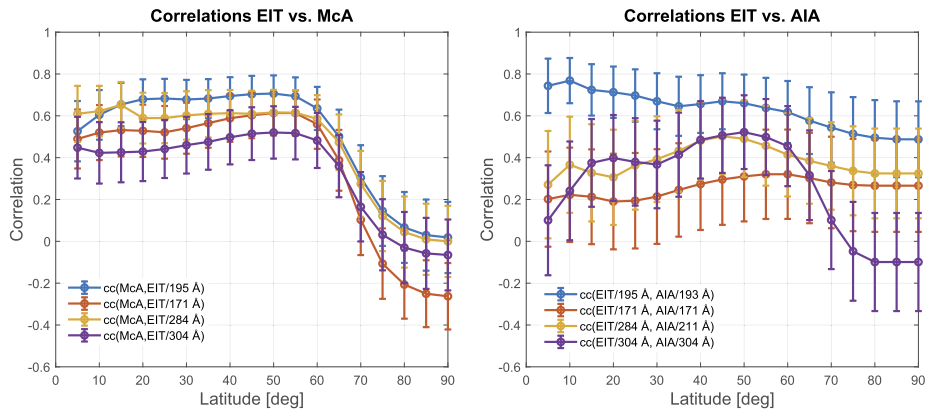 Correlations EIT vs. McA
Correlation
1
0.8
0.6
0.4
0.2
0
-0.2
-0.4
-0.6
cc(McA,EIT/195 Å)
cc(McA,EIT/171 Å)
cc(McA,EIT/284 Å)
cc(McA,EIT/304 Å)
0 10 20 30 40 50 60 70 80 90
Latitude [deg]
Correlations EIT vs. AIA
Correlation
1
0.8
0.6
0.4
0.2
0
-0.2
-0.4
-0.6
cc(EIT/195 Å, AIA/193 Å)
cc(EIT/171 Å, AIA/171 Å)
cc(EIT/284 Å, AIA/211 Å)
cc(EIT/304 Å, AIA/304 Å)
0 10 20 30 40 50 60 70 80 90
Latitude [deg]